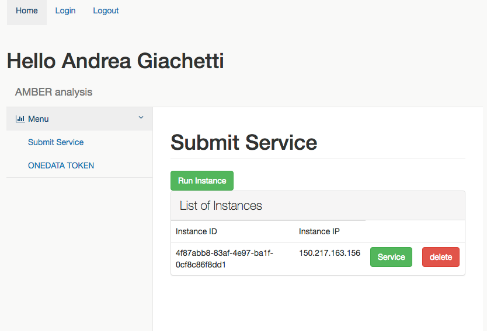 Home Login Logout
Hello Andrea Giachetti
AMBER analysis
Menu
Submit Service
ONEDATA TOKEN
Submit Service
Run Instance
List of Instances
Instance ID Instance IP
4f87abb8-83af-4e97-ba1f- 150.217.163.156 Service delete
0cf8c86f8dd1